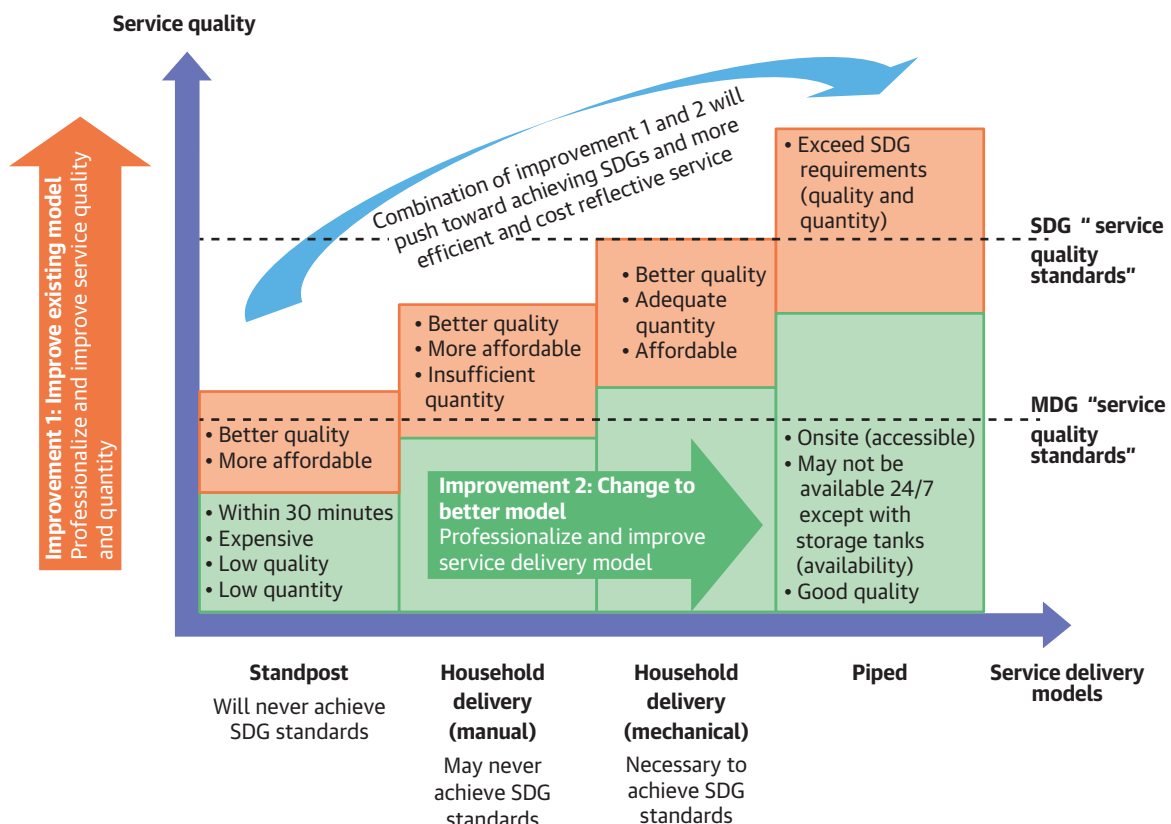 Service quality
Improvement 1: Improve existing model
Professionalize and improve service quality
and quantity
Combination of improvement 1 and 2 will
push toward achieving SDGs and more
efficient and cost reflective service
• Exceed SDG
requirements
(quality and
quantity)
SDG “ service
quality
standards”
• Better quality
• Adequate
quantity
• Affordable
• Better quality
• More affordable
• Insufficient
quantity
MDG “service
quality
standards”
• Better quality
• More affordable
• Within 30 minutes
• Expensive
• Low quality
• Low quantity
Improvement 2: Change to
better model
Professionalize and improve
service delivery model
• Onsite (accessible)
• May not be
available 24/7
except with
storage tanks
(availability)
• Good quality
Standpost
Will never achieve
SDG standards
Household
delivery
(manual)
May never
achieve SDG
standards
Household
delivery
(mechanical)
Necessary to
achieve SDG
standards
Piped
Service delivery
models